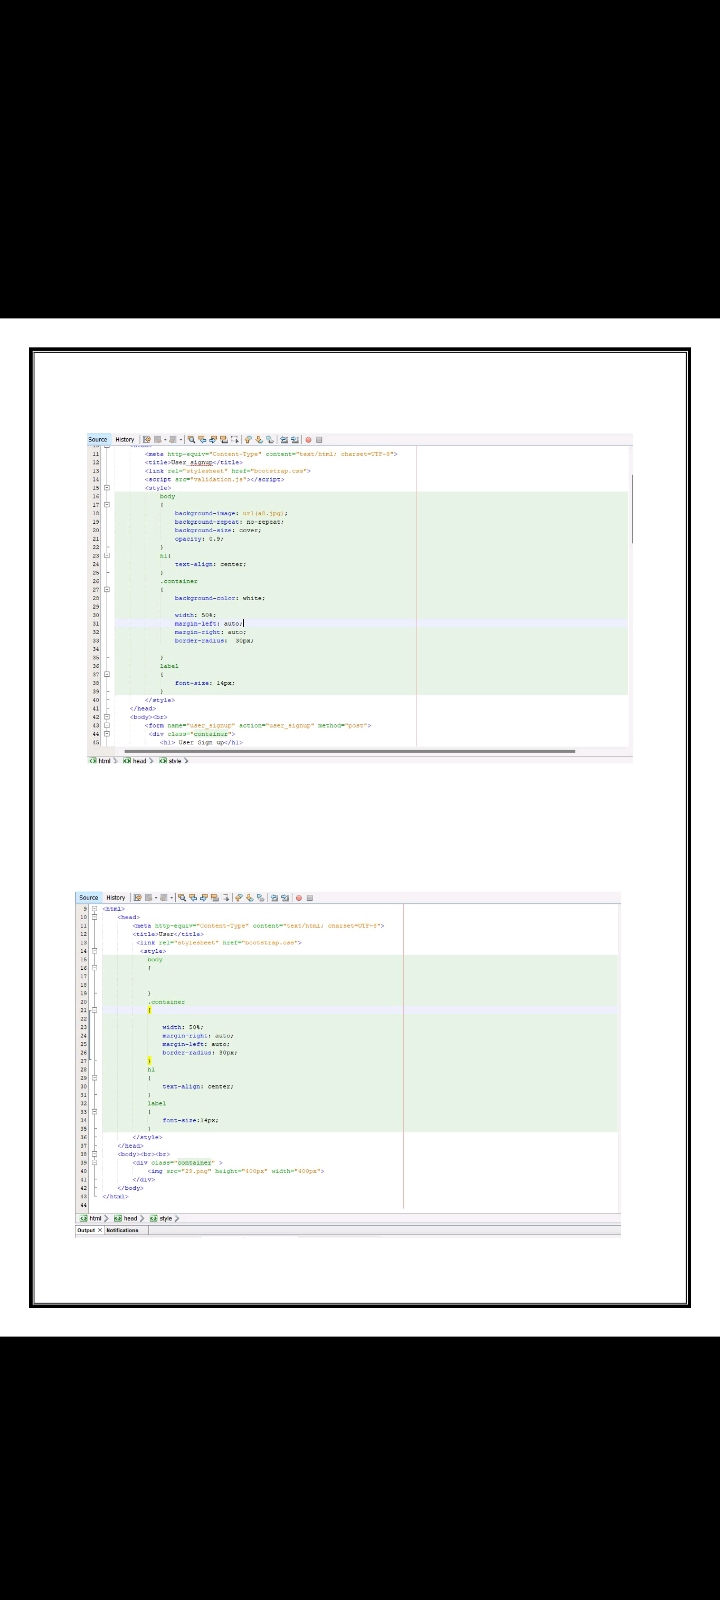 Source History
11 <meta http-equiv="Content-Type" content="text/html; charset=UTF-8">
12 <title>User signup</title>
13 <link rel="stylesheet" href="bootstrap.css">
14 <script src="validation.js"></script>
15 <style>
16 body
17 {
18 background-image: url(a8.jpg);
19 background-repeat: no-repeat;
20 background-size: cover;
21 opacity: 0.9;
22 }
23 h1{
24 text-align: center;
25 }
26 .container
27 {
28 background-color: white;
29
30 width: 50%;
31 margin-left: auto;
32 margin-right: auto;
33 border-radius: 30px;
34
35 }
36 label
37 {
38 font-size: 14px;
39 }
40 </style>
41 </head>
42 <body><br>
43 <form name="user_signup" action="user_signup" method="post">
44 <div class="container">
45 <h1> User Sign up</h1>
html head style
Source History
9 <html>
10 <head>
11 <meta http-equiv="Content-Type" content="text/html; charset=UTF-8">
12 <title>User</title>
13 <link rel="stylesheet" href="bootstrap.css">
14 <style>
15 body
16 {
17
18
19 }
20 .container
21 {
22
23 width: 50%;
24 margin-right: auto;
25 margin-left: auto;
26 border-radius: 30px;
27 }
28 h1
29 {
30 text-align: center;
31 }
32 label
33 {
34 font-size:14px;
35 }
36 </style>
37 </head>
38 <body><br><br>
39 <div class="container" >
40 <img src="23.png" height="400px" width="400px">
41 </div>
42 </body>
43 </html>
44
html head style
Output × Notifications